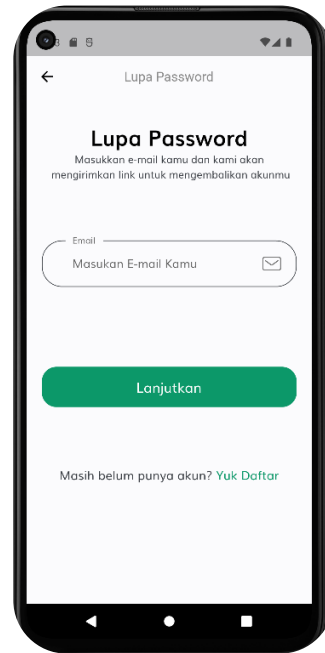 Lupa Password
Lupa Password
Masukkan e-mail kamu dan kami akan
mengirimkan link untuk mengembalikan akunmu
Email
Masukan E-mail Kamu
Lanjutkan
Masih belum punya akun? Yuk Daftar